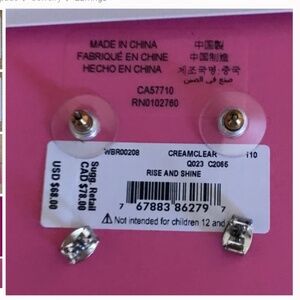 MADE IN CHINA
FABRIQUÉ EN CHINE
HECHO EN CHINA
中国製
中国制造
제조국명:중국
صنع في الصين
CA57710
RN0102760
WBR00208 CREAMCLEAR 110
Q023 C2065
RISE AND SHINE
Sugg. Retail
CAD $78.00
USD $68.00
7 67883 86279 7
Not intended for children 12 and